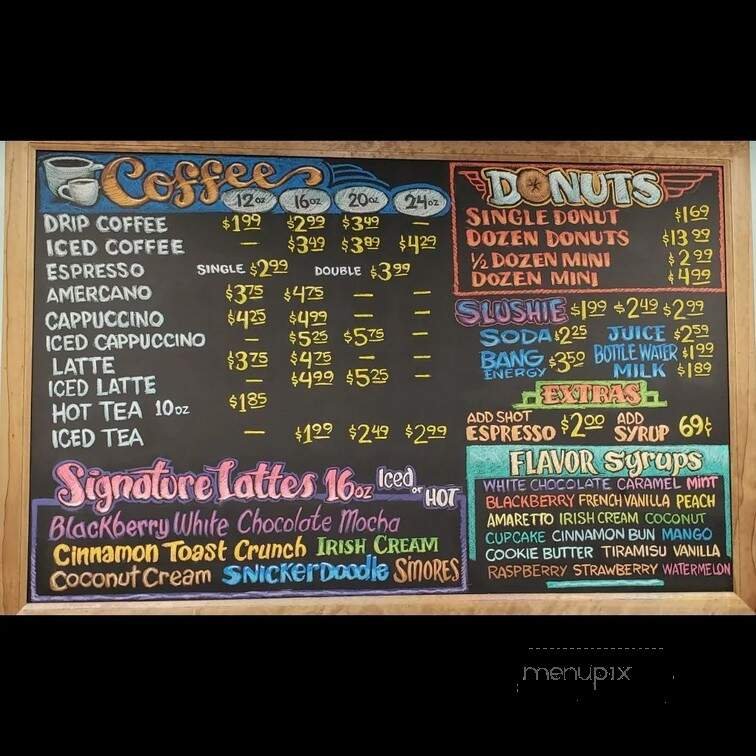 Coffee
12oz 16oz 20oz 24oz
DRIP COFFEE $1.99 $2.99 $3.49 —
ICED COFFEE — $3.49 $3.89 $4.29
ESPRESSO SINGLE $2.99 DOUBLE $3.99
AMERCANO $3.75 $4.75 — —
CAPPUCCINO $4.25 $4.99 — —
ICED CAPPUCCINO — $5.25 $5.75 —
LATTE $3.75 $4.75 — —
ICED LATTE — $4.99 $5.25 —
HOT TEA 10oz $1.85
ICED TEA — $1.99 $2.49 $2.99
Signature Lattes 16oz Iced or HOT
Blackberry White Chocolate Mocha
Cinnamon Toast Crunch IRISH CREAM
Coconut Cream SNICKERDOODLE S'MORES
DONUTS
SINGLE DONUT $1.69
DOZEN DONUTS $13.99
1/2 DOZEN MINI $2.99
DOZEN MINI $4.99
SLUSHIE $1.99 $2.49 $2.99
SODA $2.25 JUICE $2.59
BANG ENERGY $3.50 BOTTLE WATER $1.99
MILK $1.89
EXTRAS
ADD SHOT ESPRESSO $2.00 ADD SYRUP 69¢
FLAVOR Syrups
WHITE CHOCOLATE CARAMEL MINT
BLACKBERRY FRENCH VANILLA PEACH
AMARETTO IRISH CREAM COCONUT
CUPCAKE CINNAMON BUN MANGO
COOKIE BUTTER TIRAMISU VANILLA
RASPBERRY STRAWBERRY WATERMELON
menupix